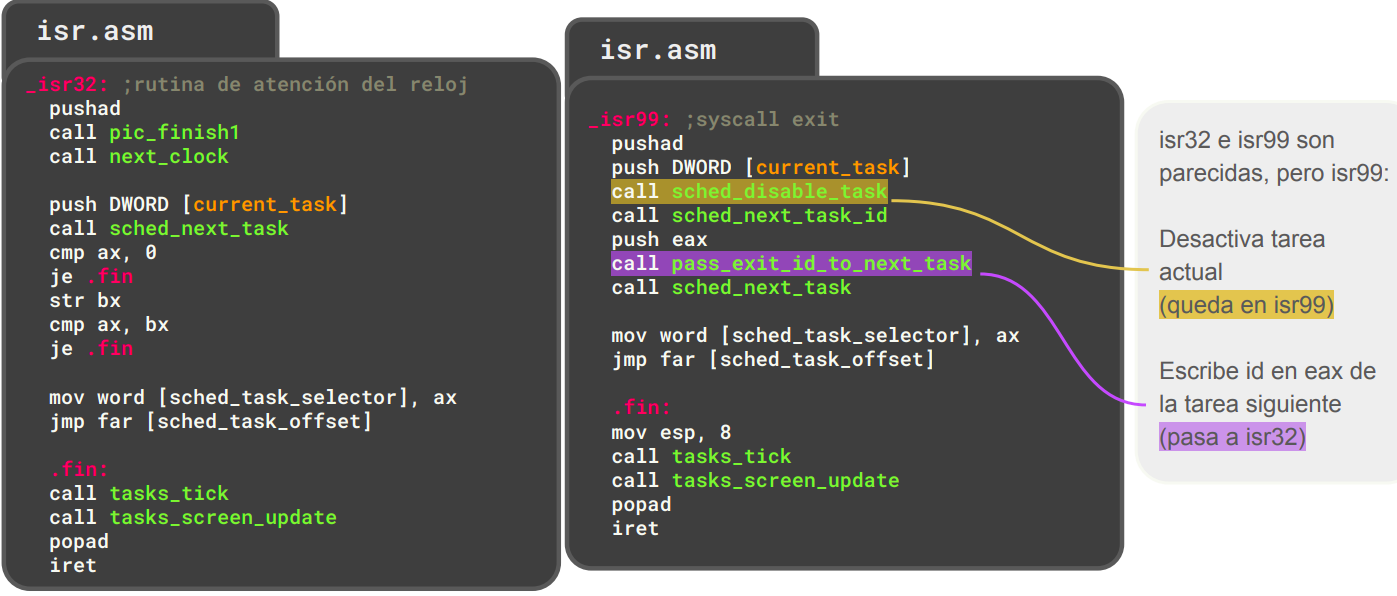 isr.asm
_isr32: ;rutina de atención del reloj
pushad
call pic_finish1
call next_clock
push DWORD [current_task]
call sched_next_task
cmp ax, 0
je .fin
str bx
cmp ax, bx
je .fin
mov word [sched_task_selector], ax
jmp far [sched_task_offset]
.fin:
call tasks_tick
call tasks_screen_update
popad
iret
isr.asm
_isr99: ;syscall exit
pushad
push DWORD [current_task]
call sched_disable_task
call sched_next_task_id
push eax
call pass_exit_id_to_next_task
call sched_next_task
mov word [sched_task_selector], ax
jmp far [sched_task_offset]
.fin:
mov esp, 8
call tasks_tick
call tasks_screen_update
popad
iret
isr32 e isr99 son
parecidas, pero isr99:
Desactiva tarea
actual
(queda en isr99)
Escribe id en eax de
la tarea siguiente
(pasa a isr32)